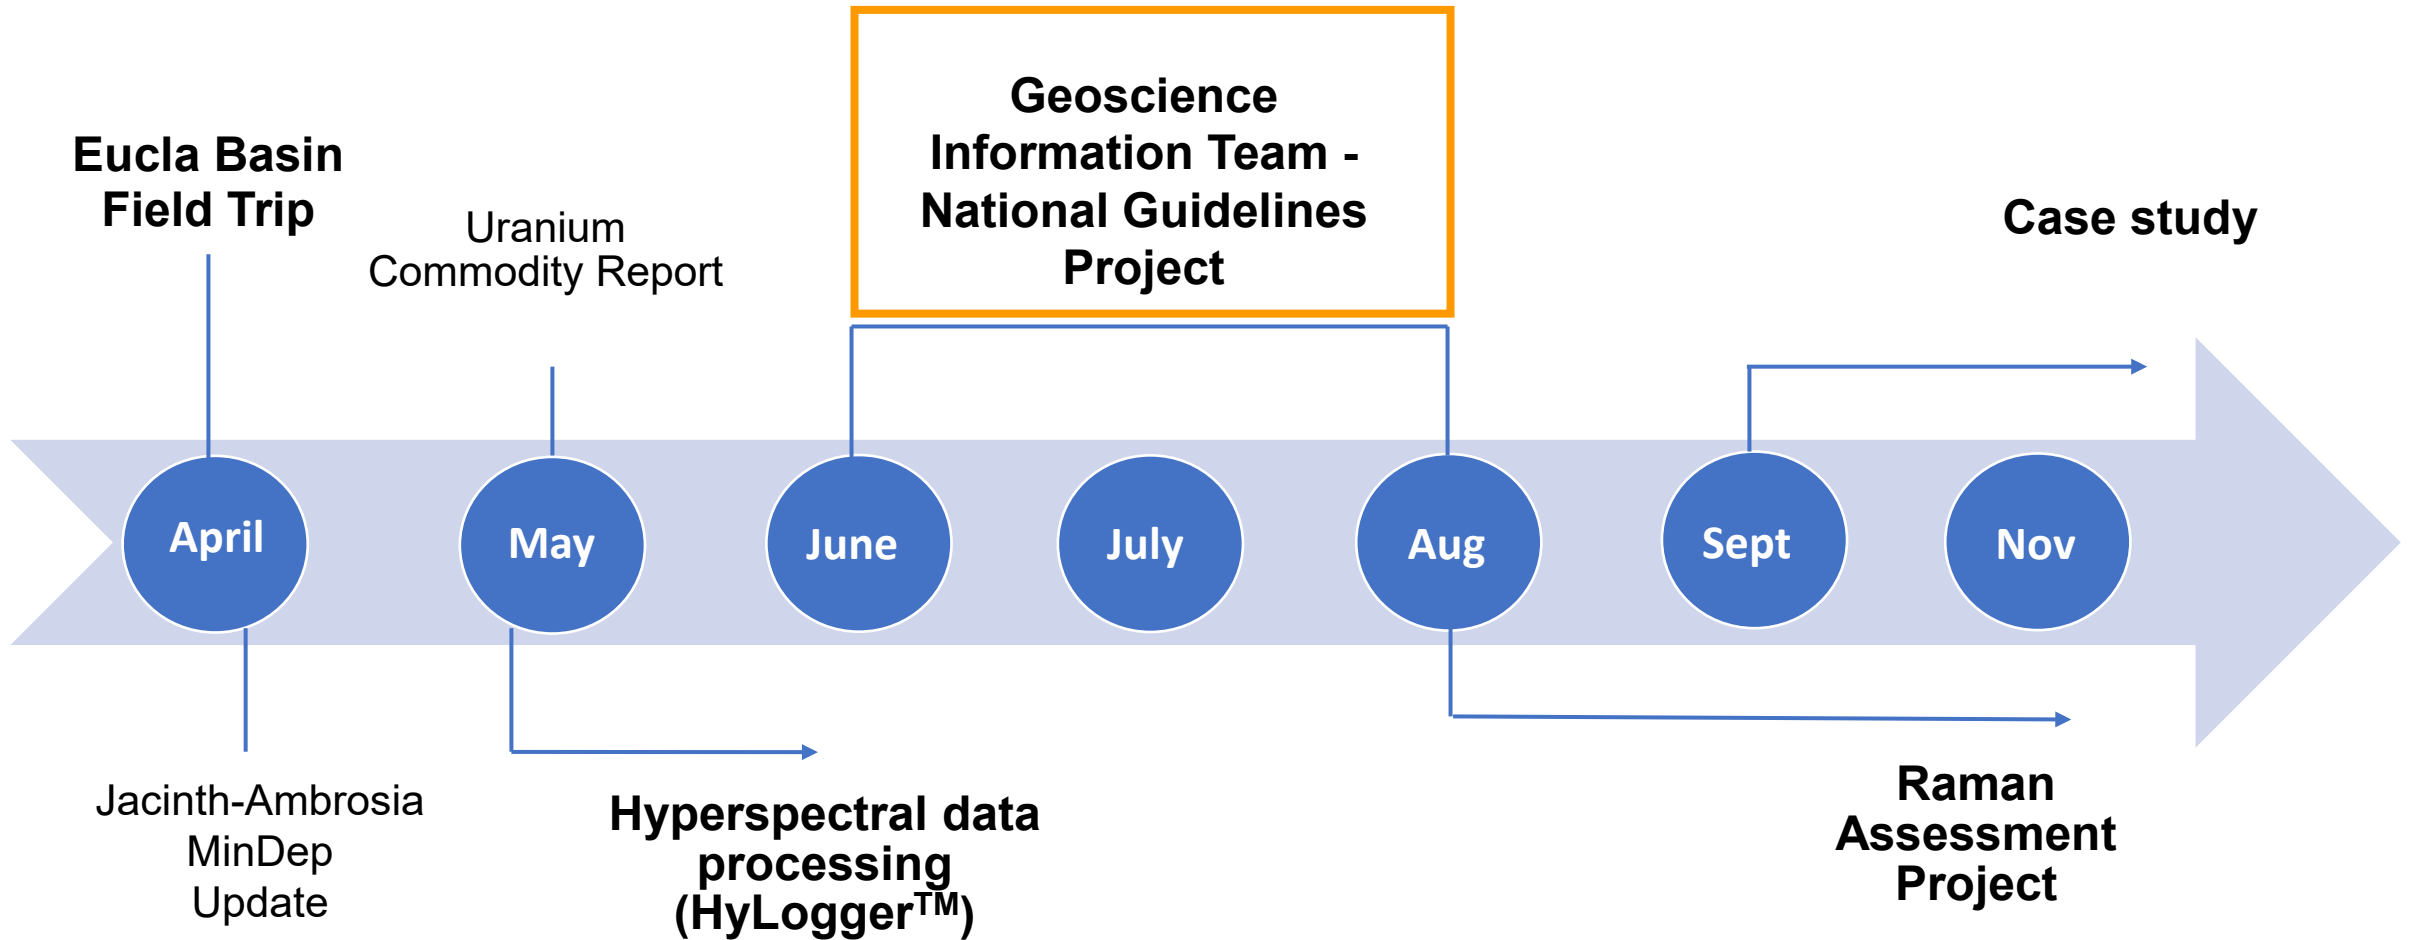 Geoscience
Information Team -
National Guidelines
Project
Eucla Basin
Field Trip
Uranium
Commodity Report
Case study
April
May
June
July
Aug
Sept
Nov
Jacinth-Ambrosia
MinDep
Update
Hyperspectral data
processing
(HyLogger™)
Raman
Assessment
Project